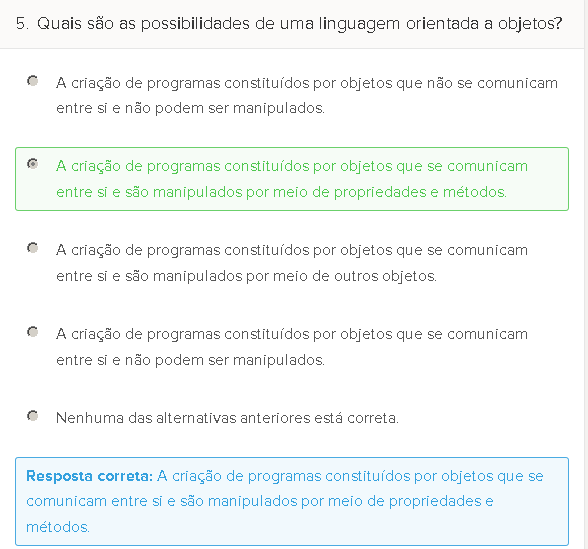 5. Quais são as possibilidades de uma linguagem orientada a objetos?
A criação de programas constituídos por objetos que não se comunicam
entre si e não podem ser manipulados.
A criação de programas constituídos por objetos que se comunicam
entre si e são manipulados por meio de propriedades e métodos.
A criação de programas constituídos por objetos que se comunicam
entre si e são manipulados por meio de outros objetos.
A criação de programas constituídos por objetos que se comunicam
entre si e não podem ser manipulados.
Nenhuma das alternativas anteriores está correta.
Resposta correta: A criação de programas constituídos por objetos que se
comunicam entre si e são manipulados por meio de propriedades e
métodos.